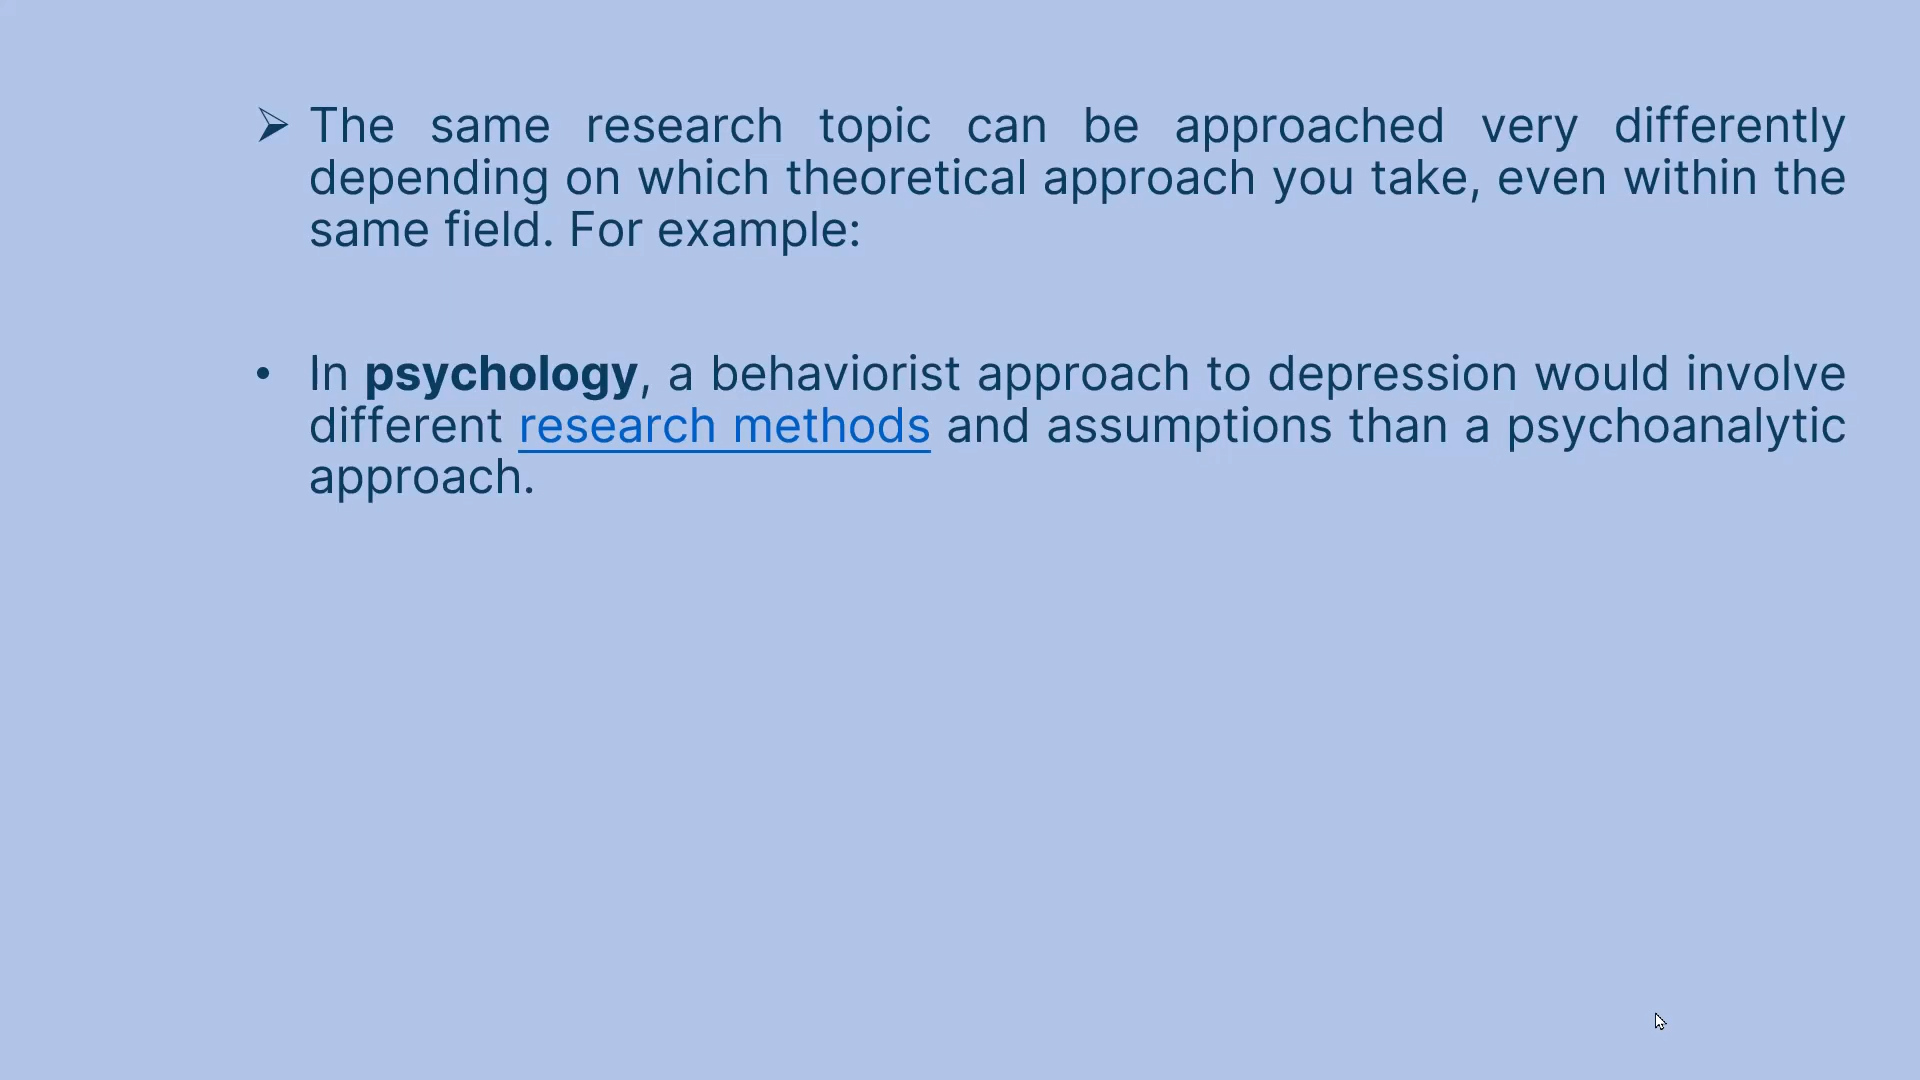 ➢ The same research topic can be approached very differently
depending on which theoretical approach you take, even within the
same field. For example:
• In psychology, a behaviorist approach to depression would involve
different research methods and assumptions than a psychoanalytic
approach.